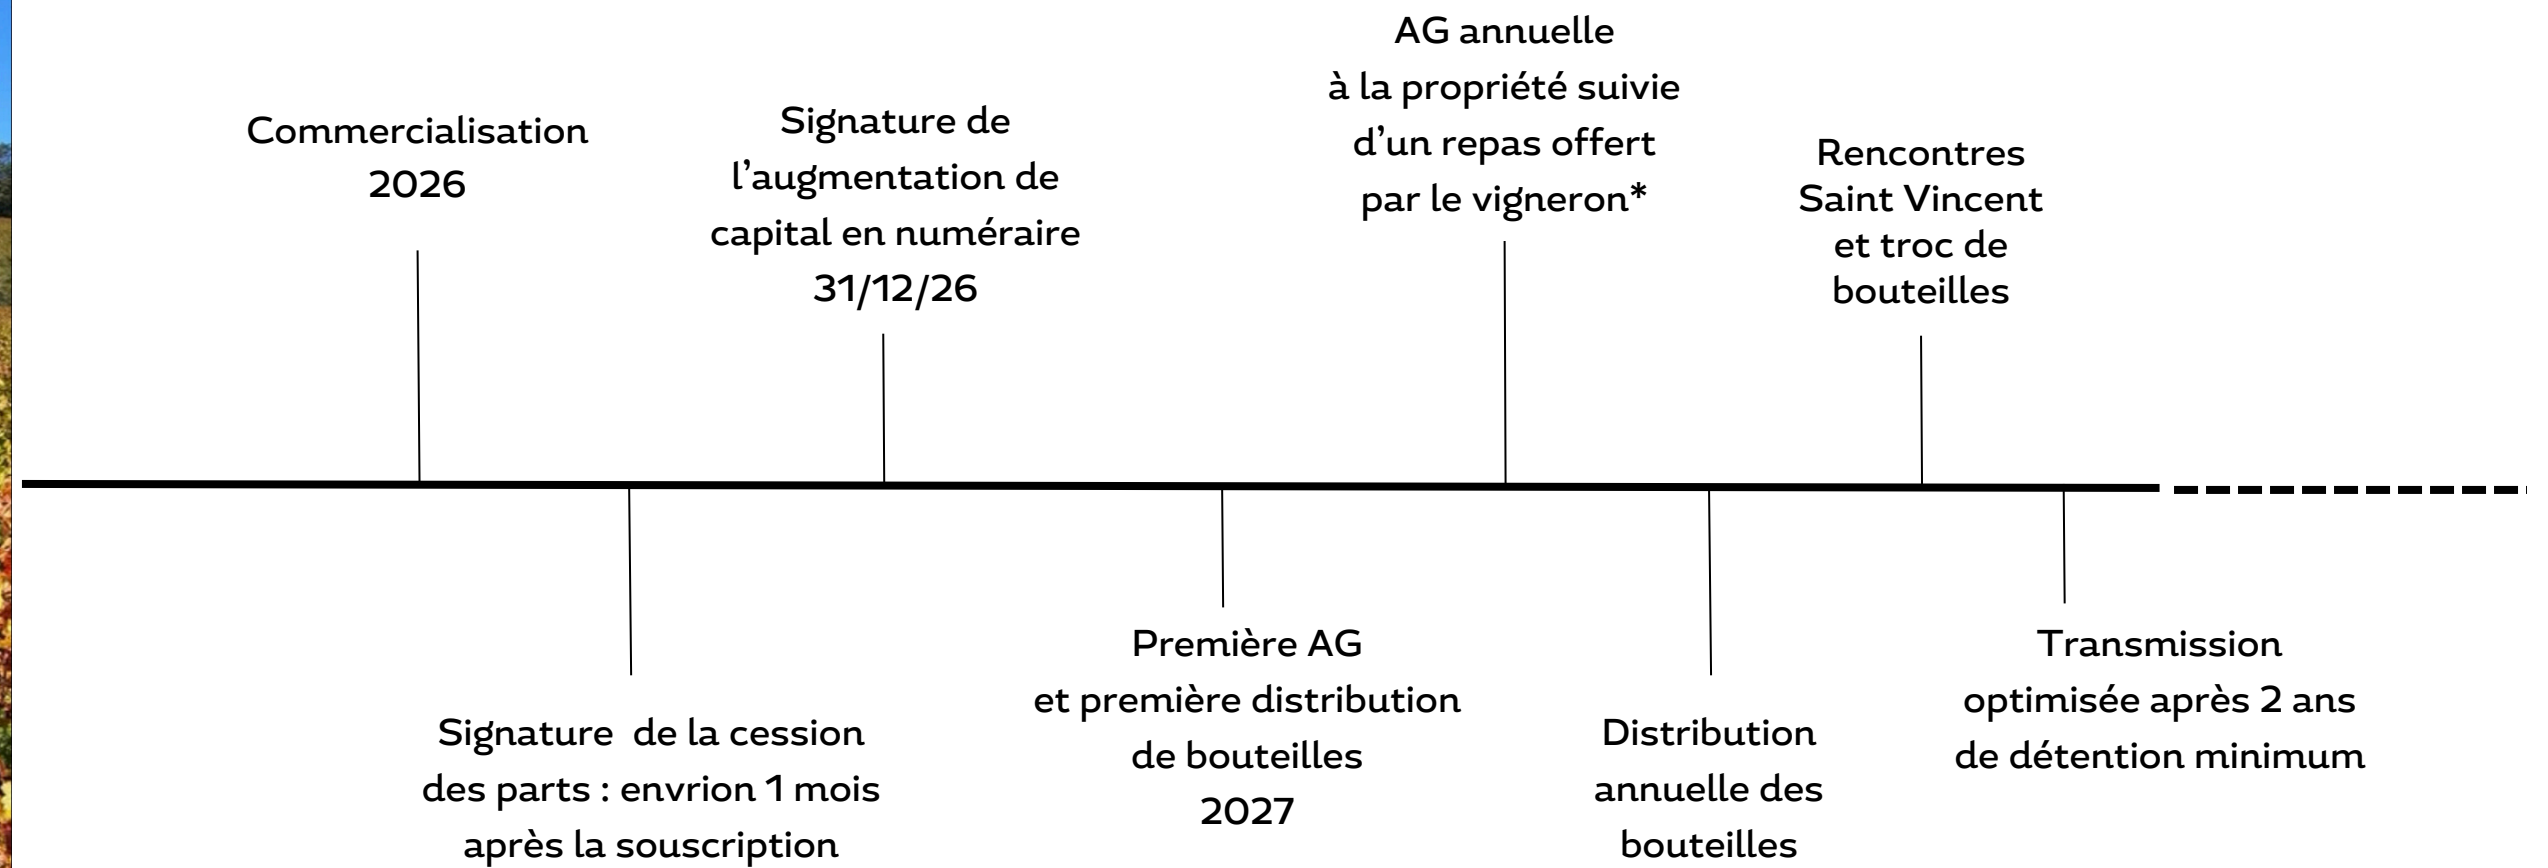 Commercialisation
2026
Signature de la cession
des parts : envrion 1 mois
après la souscription
Signature de
l’augmentation de
capital en numéraire
31/12/26
Première AG
et première distribution
de bouteilles
2027
AG annuelle
à la propriété suivie
d’un repas offert
par le vigneron*
Distribution
annuelle des
bouteilles
Rencontres
Saint Vincent
et troc de
bouteilles
Transmission
optimisée après 2 ans
de détention minimum